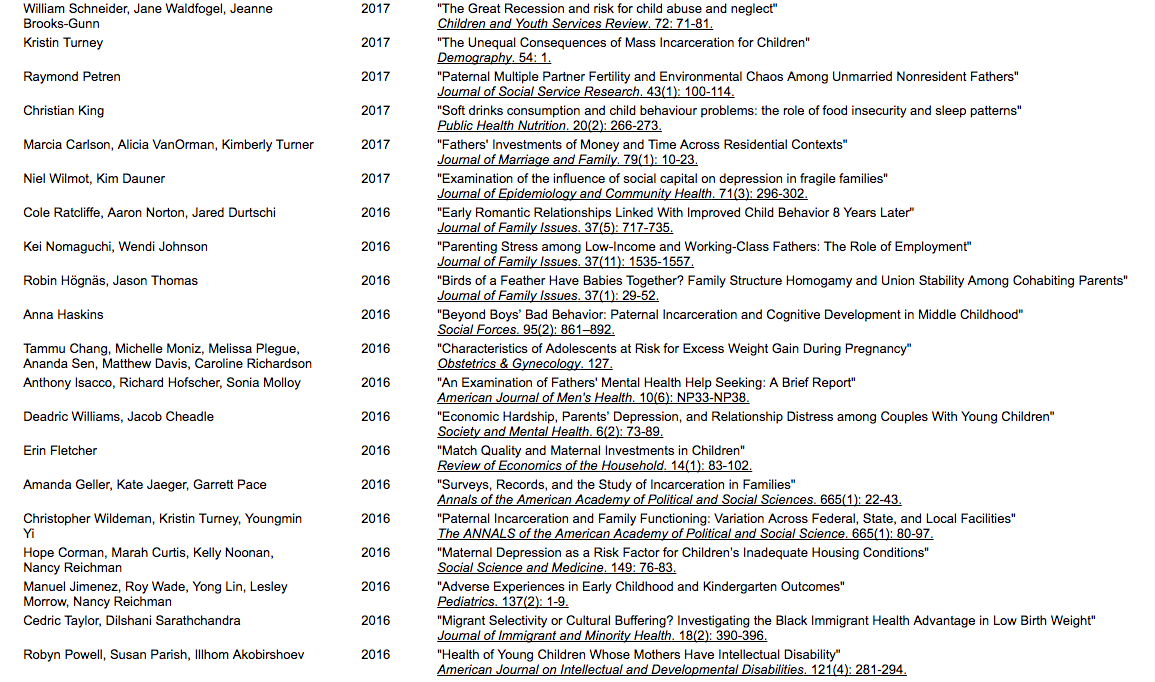 William Schneider, Jane Waldfogel, Jeanne 2017 "The Great Recession and risk for child abuse and neglect"
Brooks-Gunn Children and Youth Services Review. 72: 71-81.
Kristin Turney 2017 "The Unequal Consequences of Mass Incarceration for Children"
Demography. 54: 1.
Raymond Petren 2017 "Paternal Multiple Partner Fertility and Environmental Chaos Among Unmarried Nonresident Fathers"
Journal of Social Service Research. 43(1): 100-114.
Christian King 2017 "Soft drinks consumption and child behaviour problems: the role of food insecurity and sleep patterns"
Public Health Nutrition. 20(2): 266-273.
Marcia Carlson, Alicia VanOrman, Kimberly Turner 2017 "Fathers' Investments of Money and Time Across Residential Contexts"
Journal of Marriage and Family. 79(1): 10-23.
Niel Wilmot, Kim Dauner 2017 "Examination of the influence of social capital on depression in fragile families"
Journal of Epidemiology and Community Health. 71(3): 296-302.
Cole Ratcliffe, Aaron Norton, Jared Durtschi 2016 "Early Romantic Relationships Linked With Improved Child Behavior 8 Years Later"
Journal of Family Issues. 37(5): 717-735.
Kei Nomaguchi, Wendi Johnson 2016 "Parenting Stress among Low-Income and Working-Class Fathers: The Role of Employment"
Journal of Family Issues. 37(11): 1535-1557.
Robin Högnäs, Jason Thomas 2016 "Birds of a Feather Have Babies Together? Family Structure Homogamy and Union Stability Among Cohabiting Parents"
Journal of Family Issues. 37(1): 29-52.
Anna Haskins 2016 "Beyond Boys’ Bad Behavior: Paternal Incarceration and Cognitive Development in Middle Childhood"
Social Forces. 95(2): 861–892.
Tammu Chang, Michelle Moniz, Melissa Plegue, 2016 "Characteristics of Adolescents at Risk for Excess Weight Gain During Pregnancy"
Ananda Sen, Matthew Davis, Caroline Richardson Obstetrics & Gynecology. 127.
Anthony Isacco, Richard Hofscher, Sonia Molloy 2016 "An Examination of Fathers' Mental Health Help Seeking: A Brief Report"
American Journal of Men's Health. 10(6): NP33-NP38.
Deadric Williams, Jacob Cheadle 2016 "Economic Hardship, Parents’ Depression, and Relationship Distress among Couples With Young Children"
Society and Mental Health. 6(2): 73-89.
Erin Fletcher 2016 "Match Quality and Maternal Investments in Children"
Review of Economics of the Household. 14(1): 83-102.
Amanda Geller, Kate Jaeger, Garrett Pace 2016 "Surveys, Records, and the Study of Incarceration in Families"
Annals of the American Academy of Political and Social Sciences. 665(1): 22-43.
Christopher Wildeman, Kristin Turney, Youngmin 2016 "Paternal Incarceration and Family Functioning: Variation Across Federal, State, and Local Facilities"
Yi The ANNALS of the American Academy of Political and Social Science. 665(1): 80-97.
Hope Corman, Marah Curtis, Kelly Noonan, 2016 "Maternal Depression as a Risk Factor for Children's Inadequate Housing Conditions"
Nancy Reichman Social Science and Medicine. 149: 76-83.
Manuel Jimenez, Roy Wade, Yong Lin, Lesley 2016 "Adverse Experiences in Early Childhood and Kindergarten Outcomes"
Morrow, Nancy Reichman Pediatrics. 137(2): 1-9.
Cedric Taylor, Dilshani Sarathchandra 2016 "Migrant Selectivity or Cultural Buffering? Investigating the Black Immigrant Health Advantage in Low Birth Weight"
Journal of Immigrant and Minority Health. 18(2): 390-396.
Robyn Powell, Susan Parish, Illhom Akobirshoev 2016 "Health of Young Children Whose Mothers Have Intellectual Disability"
American Journal on Intellectual and Developmental Disabilities. 121(4): 281-294.